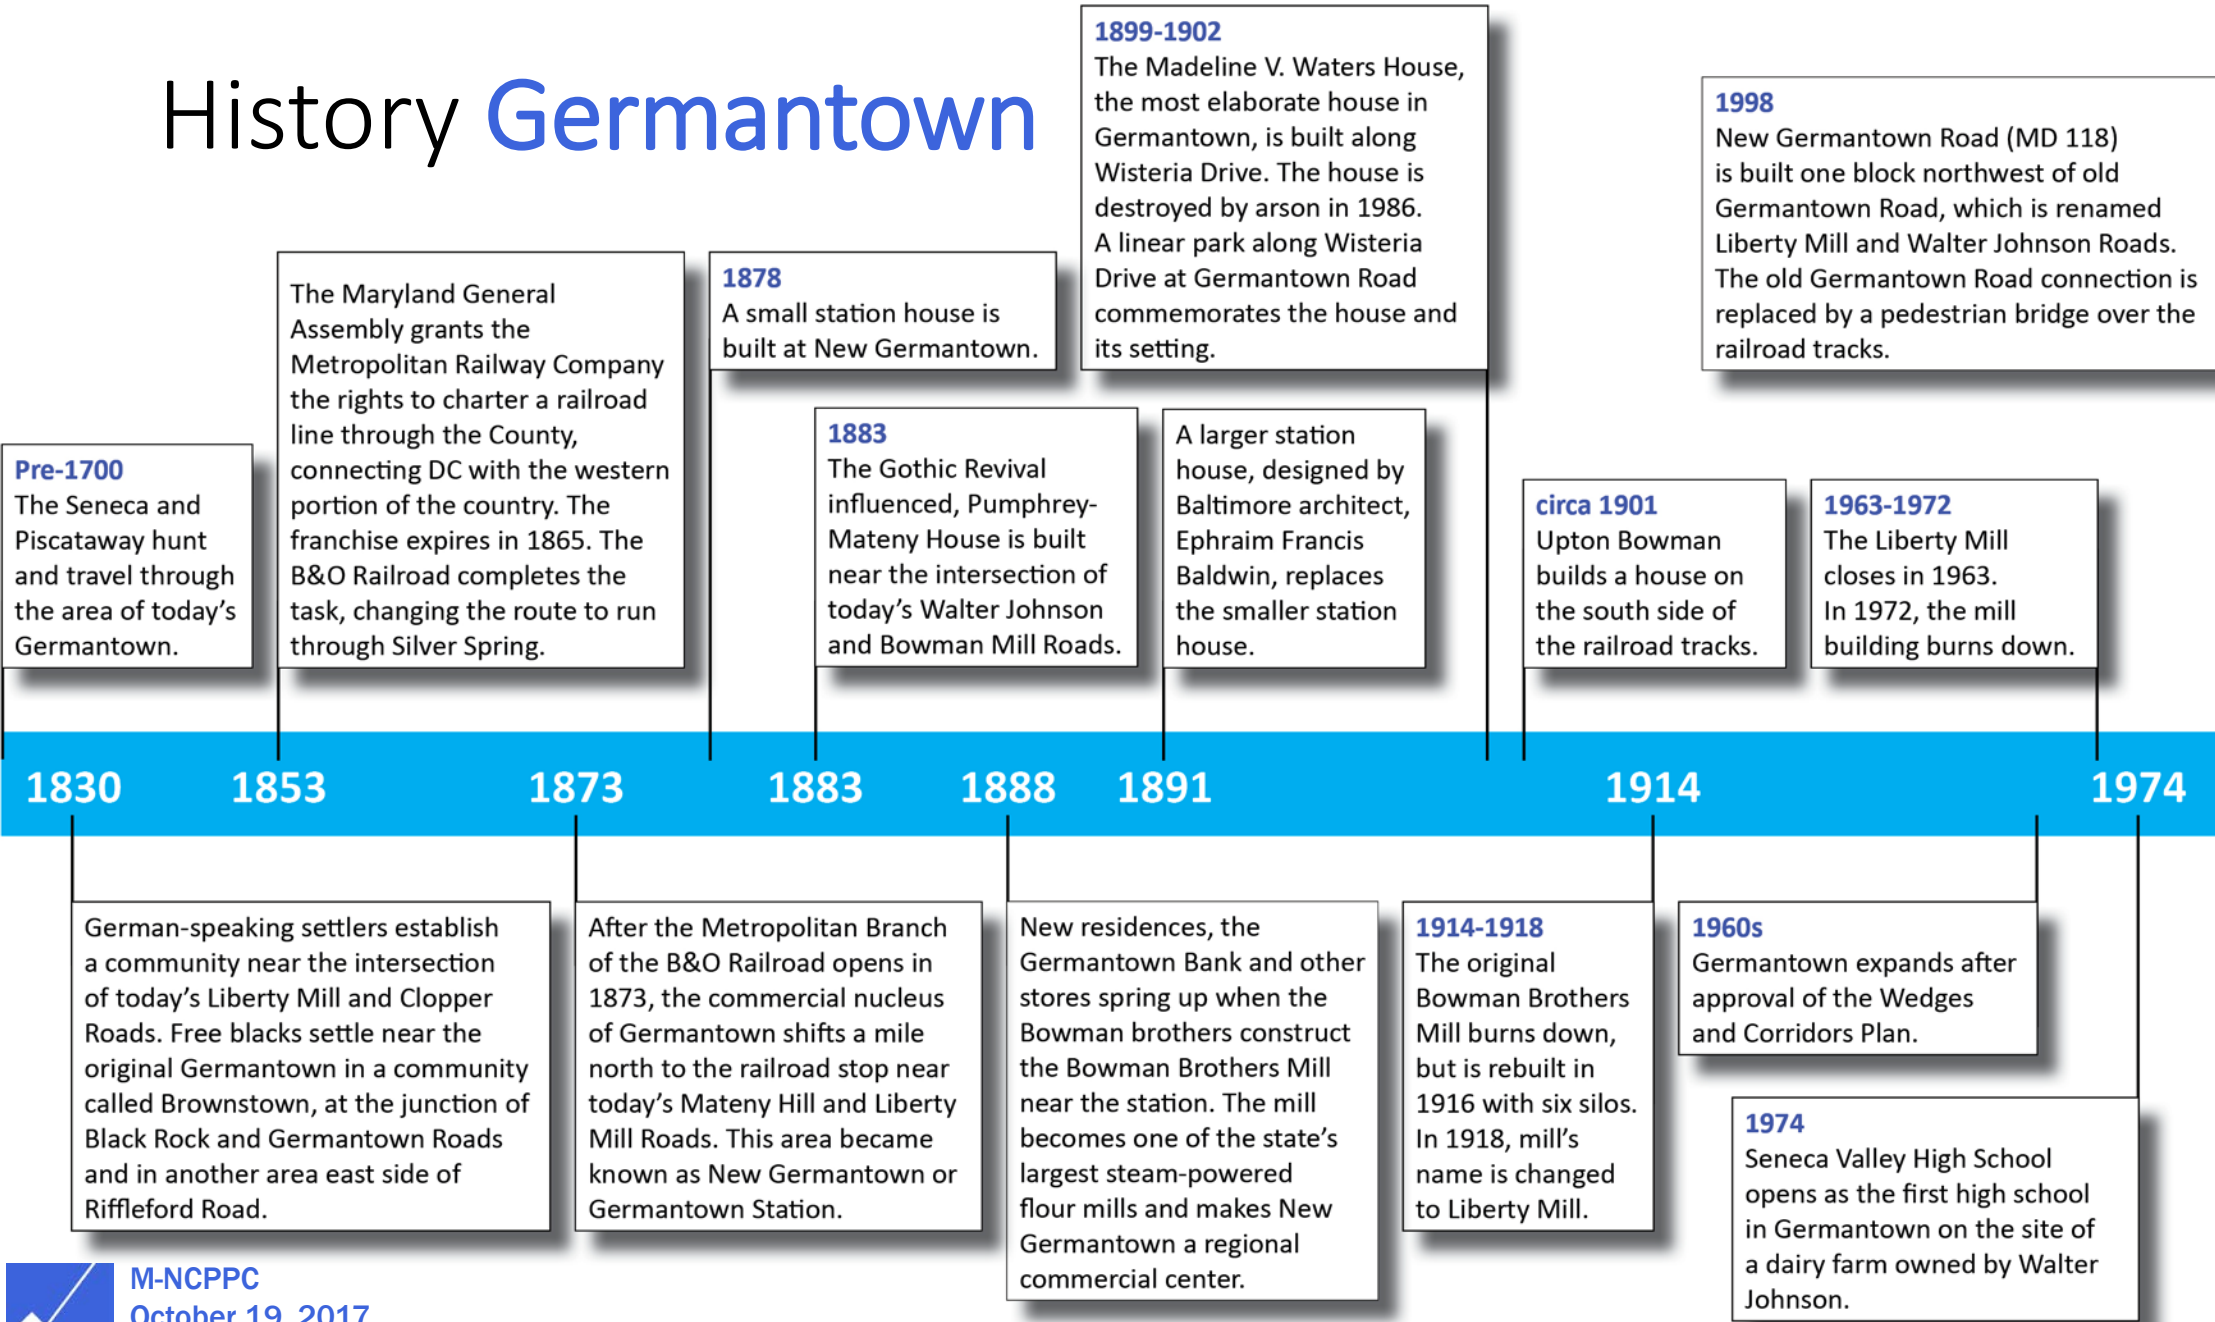 History Germantown
1899-1902
The Madeline V. Waters House,
the most elaborate house in
Germantown, is built along
Wisteria Drive. The house is
destroyed by arson in 1986.
A linear park along Wisteria
Drive at Germantown Road
commemorates the house and
its setting.
1998
New Germantown Road (MD 118)
is built one block northwest of old
Germantown Road, which is renamed
Liberty Mill and Walter Johnson Roads.
The old Germantown Road connection is
replaced by a pedestrian bridge over the
railroad tracks.
Pre-1700
The Seneca and
Piscataway hunt
and travel through
the area of today's
Germantown.
The Maryland General
Assembly grants the
Metropolitan Railway Company
the rights to charter a railroad
line through the County,
connecting DC with the western
portion of the country. The
franchise expires in 1865. The
B&O Railroad completes the
task, changing the route to run
through Silver Spring.
1878
A small station house is
built at New Germantown.
1883
The Gothic Revival
influenced, Pumphrey-
Mateny House is built
near the intersection of
today's Walter Johnson
and Bowman Mill Roads.
A larger station
house, designed by
Baltimore architect,
Ephraim Francis
Baldwin, replaces
the smaller station
house.
circa 1901
Upton Bowman
builds a house on
the south side of
the railroad tracks.
1963-1972
The Liberty Mill
closes in 1963.
In 1972, the mill
building burns down.
1830 1853 1873 1883 1888 1891 1914 1974
German-speaking settlers establish
a community near the intersection
of today's Liberty Mill and Clopper
Roads. Free blacks settle near the
original Germantown in a community
called Brownstown, at the junction of
Black Rock and Germantown Roads
and in another area east side of
Riffleford Road.
After the Metropolitan Branch
of the B&O Railroad opens in
1873, the commercial nucleus
of Germantown shifts a mile
north to the railroad stop near
today's Mateny Hill and Liberty
Mill Roads. This area became
known as New Germantown or
Germantown Station.
New residences, the
Germantown Bank and other
stores spring up when the
Bowman brothers construct
the Bowman Brothers Mill
near the station. The mill
becomes one of the state's
largest steam-powered
flour mills and makes New
Germantown a regional
commercial center.
1914-1918
The original
Bowman Brothers
Mill burns down,
but is rebuilt in
1916 with six silos.
In 1918, mill's
name is changed
to Liberty Mill.
1960s
Germantown expands after
approval of the Wedges
and Corridors Plan.
1974
Seneca Valley High School
opens as the first high school
in Germantown on the site of
a dairy farm owned by Walter
Johnson.
M-NCPPC
October 19, 2017